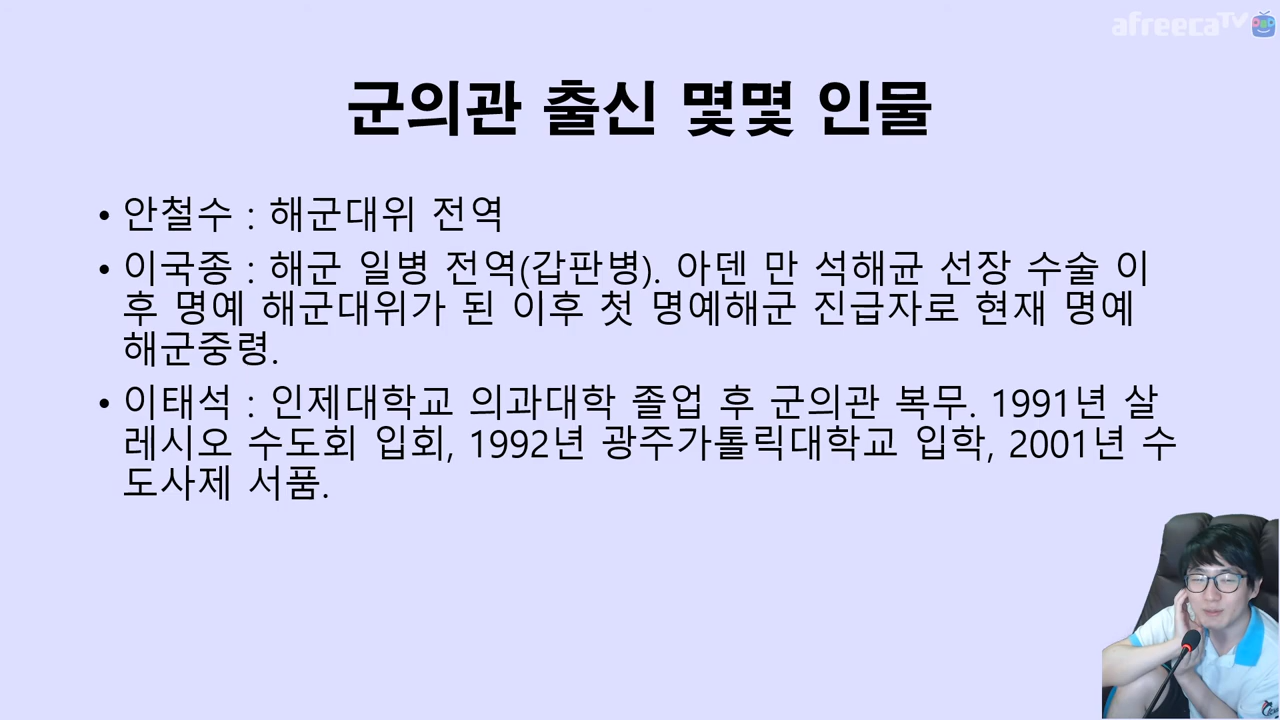 afreecaTV
군의관 출신 몇몇 인물
• 안철수 : 해군대위 전역
• 이국종 : 해군 일병 전역(갑판병). 아덴 만 석해균 선장 수술 이
후 명예 해군대위가 된 이후 첫 명예해군 진급자로 현재 명예
해군중령.
• 이태석 : 인제대학교 의과대학 졸업 후 군의관 복무. 1991년 살
레시오 수도회 입회, 1992년 광주가톨릭대학교 입학, 2001년 수
도사제 서품.